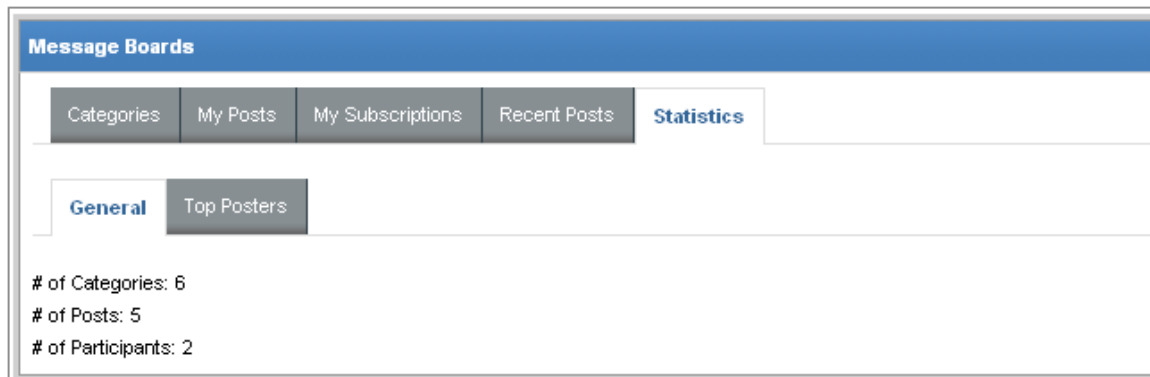 Message Boards
Categories My Posts My Subscriptions Recent Posts Statistics
General Top Posters
# of Categories: 6
# of Posts: 5
# of Participants: 2